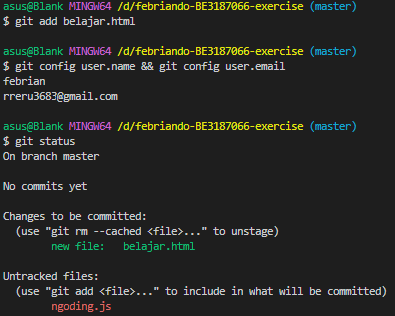 asus@Blank MINGW64 /d/febriando-BE3187066-exercise (master)
$ git add belajar.html
asus@Blank MINGW64 /d/febriando-BE3187066-exercise (master)
$ git config user.name && git config user.email
febrian
rreru3683@gmail.com
asus@Blank MINGW64 /d/febriando-BE3187066-exercise (master)
$ git status
On branch master
No commits yet
Changes to be committed:
(use "git rm --cached <file>..." to unstage)
new file:   belajar.html
Untracked files:
(use "git add <file>..." to include in what will be committed)
ngoding.js